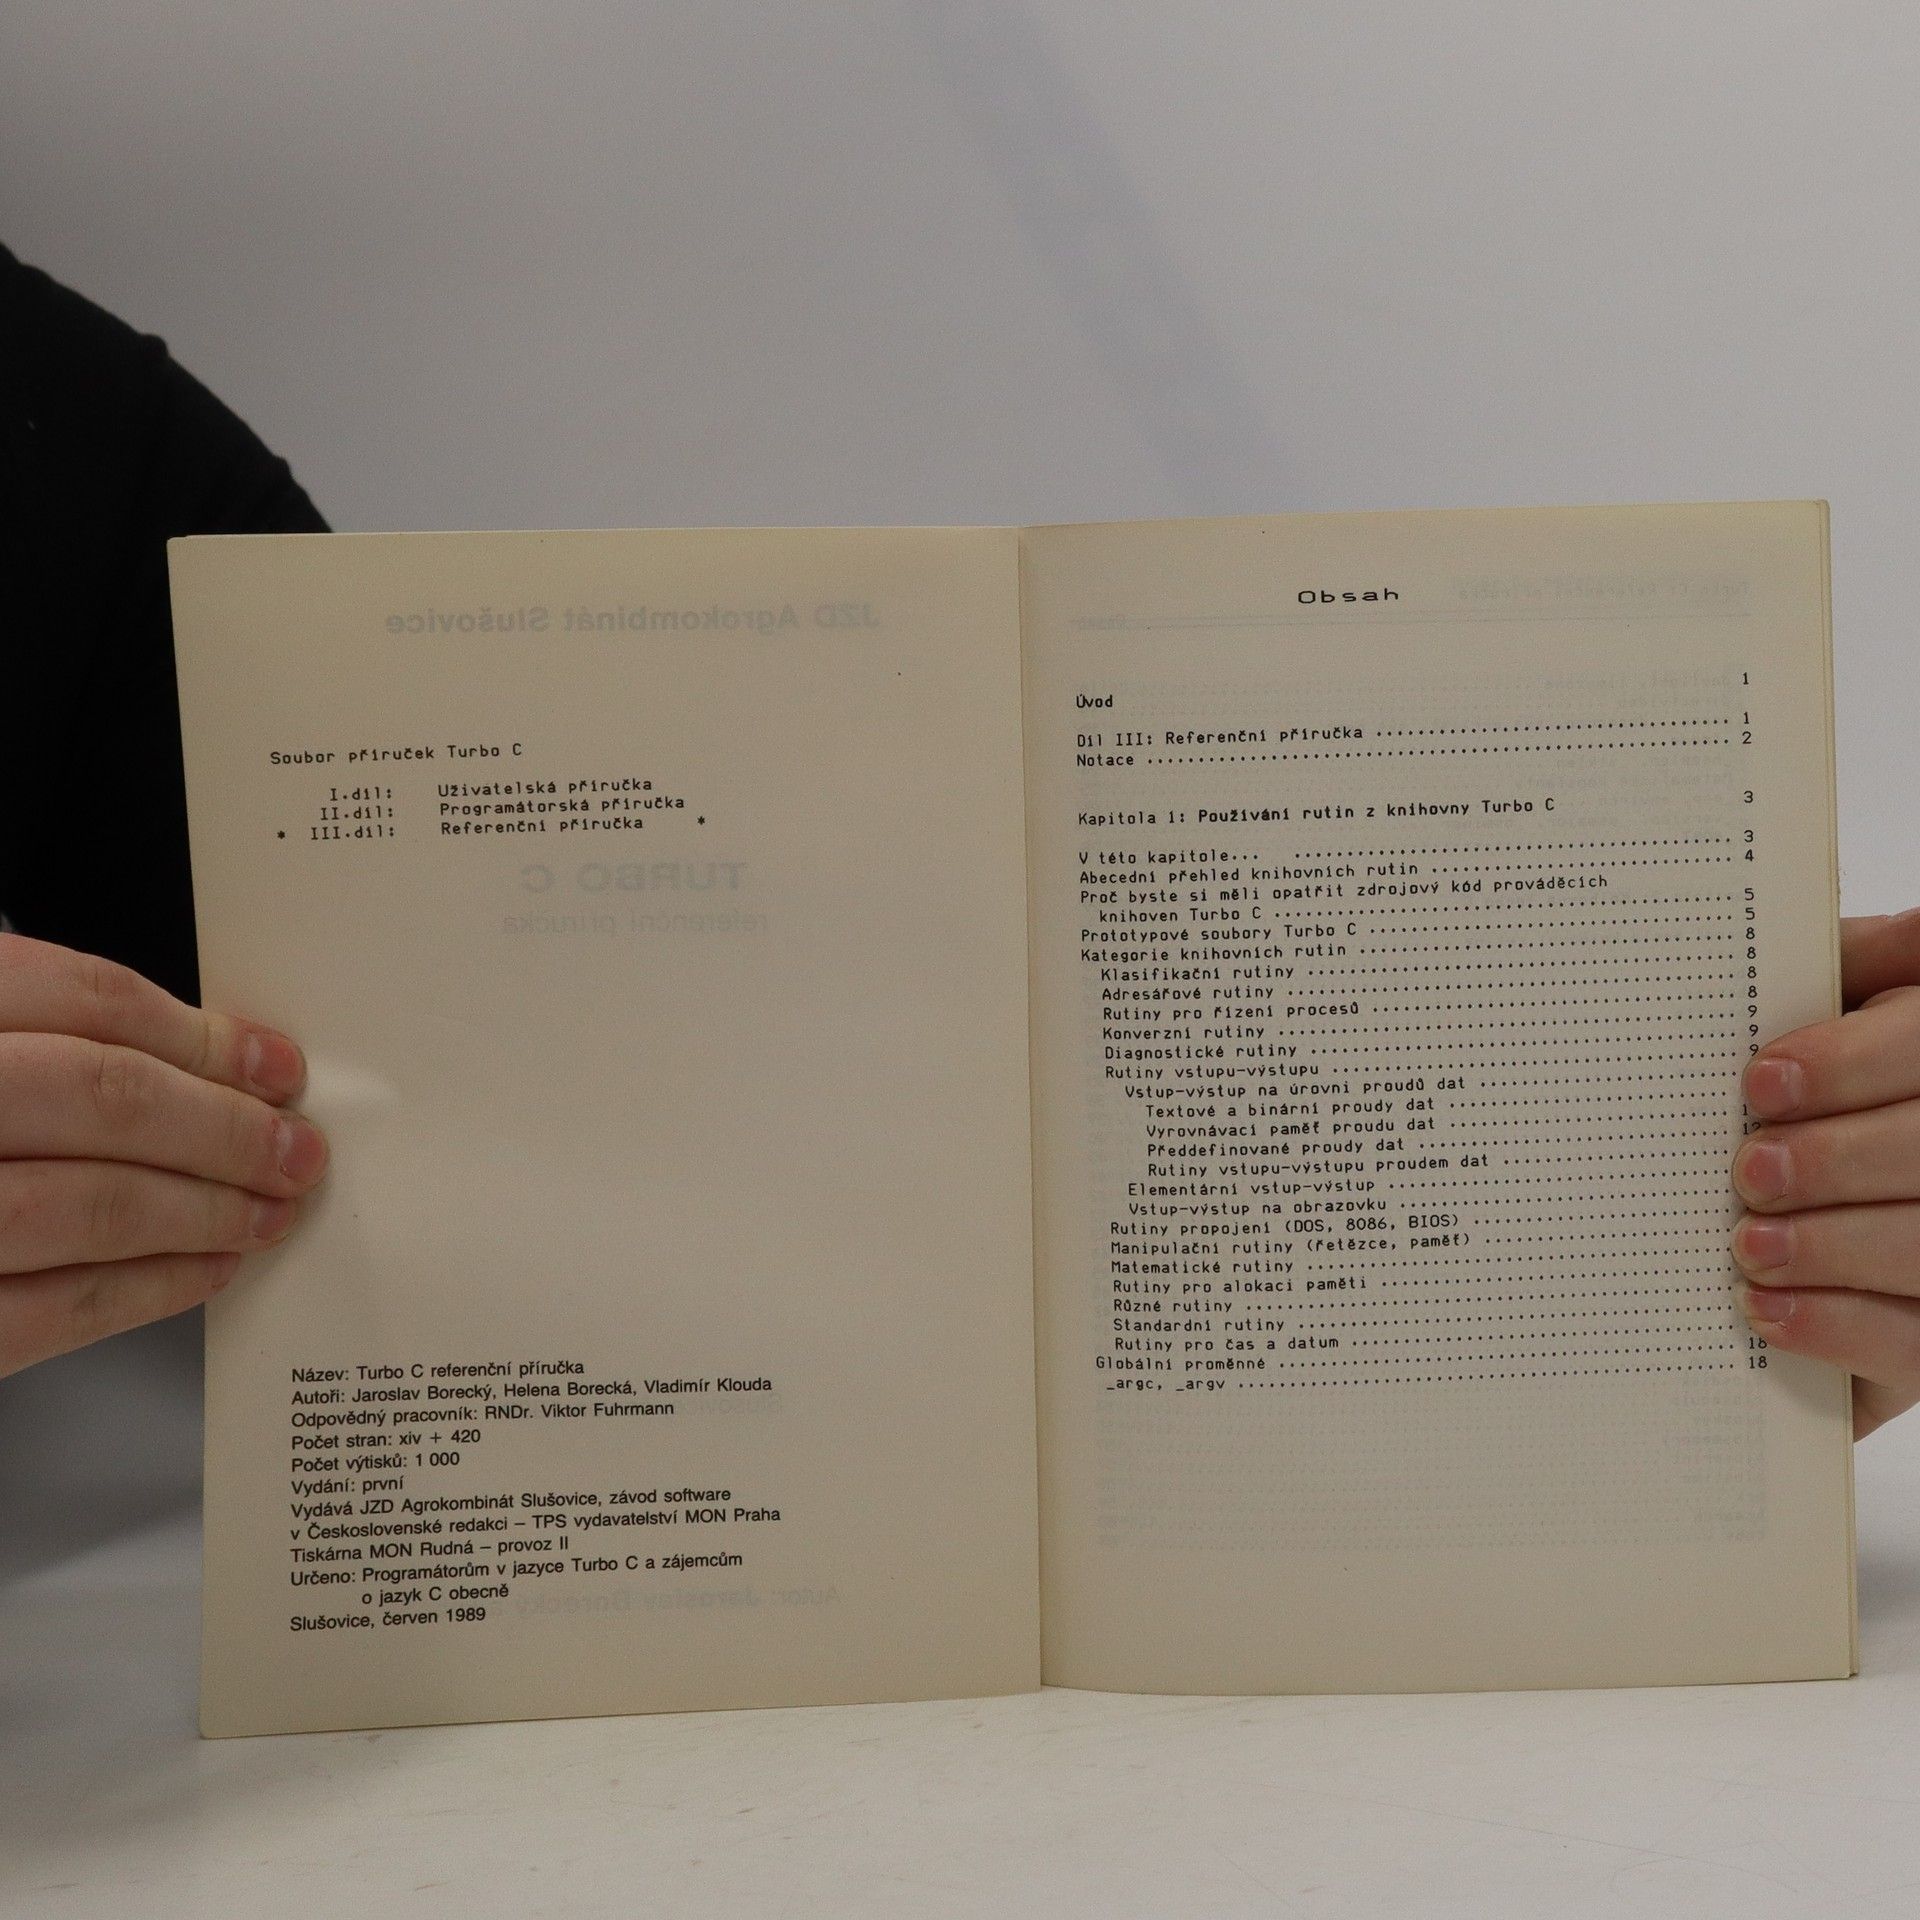 Soubor příruček Turbo C
I.díl: Uživatelská příručka
II.díl: Programátorská příručka
* III.díl: Referenční příručka *
Název: Turbo C referenční příručka
Autoři: Jaroslav Borecký, Helena Borecká, Vladimír Klouda
Odpovědný pracovník: RNDr. Viktor Fuhrmann
Počet stran: xiv + 420
Počet výtisků: 1 000
Vydání: první
Vydává JZD Agrokombinát Slušovice, závod software
v Československé redakci – TPS vydavatelství MON Praha
Tiskárna MON Rudná – provoz II
Určeno: Programátorům v jazyce Turbo C a zájemcům
o jazyk C obecně
Slušovice, červen 1989
Obsah
Úvod 1
Díl III: Referenční příručka ........ 1
Notace ........ 2
Kapitola 1: Používání rutin z knihovny Turbo C 3
V této kapitole... ........ 3
Abecední přehled knihovních rutin ........ 4
Proč byste si měli opatřit zdrojový kód prováděcích
knihoven Turbo C ........ 5
Prototypové soubory Turbo C ........ 5
Kategorie knihovních rutin ........ 8
Klasifikační rutiny ........ 8
Adresářové rutiny ........ 8
Rutiny pro řízení procesů ........ 8
Konverzní rutiny ........ 9
Diagnostické rutiny ........ 9
Rutiny vstupu-výstupu ........ 9
Vstup-výstup na úrovni proudů dat ........
Textové a binární proudy dat ........
Vyrovnávací paměť proudu dat ........
Předdefinované proudy dat ........
Rutiny vstupu-výstupu proudem dat ........
Elementární vstup-výstup ........
Vstup-výstup na obrazovku ........
Rutiny propojení (DOS, 8086, BIOS) ........
Manipulační rutiny (řetězce, paměť) ........
Matematické rutiny ........
Rutiny pro alokaci paměti ........
Různé rutiny ........
Standardní rutiny ........
Rutiny pro čas a datum ........ 18
Globální proměnné ........ 18
_argc, _argv ........